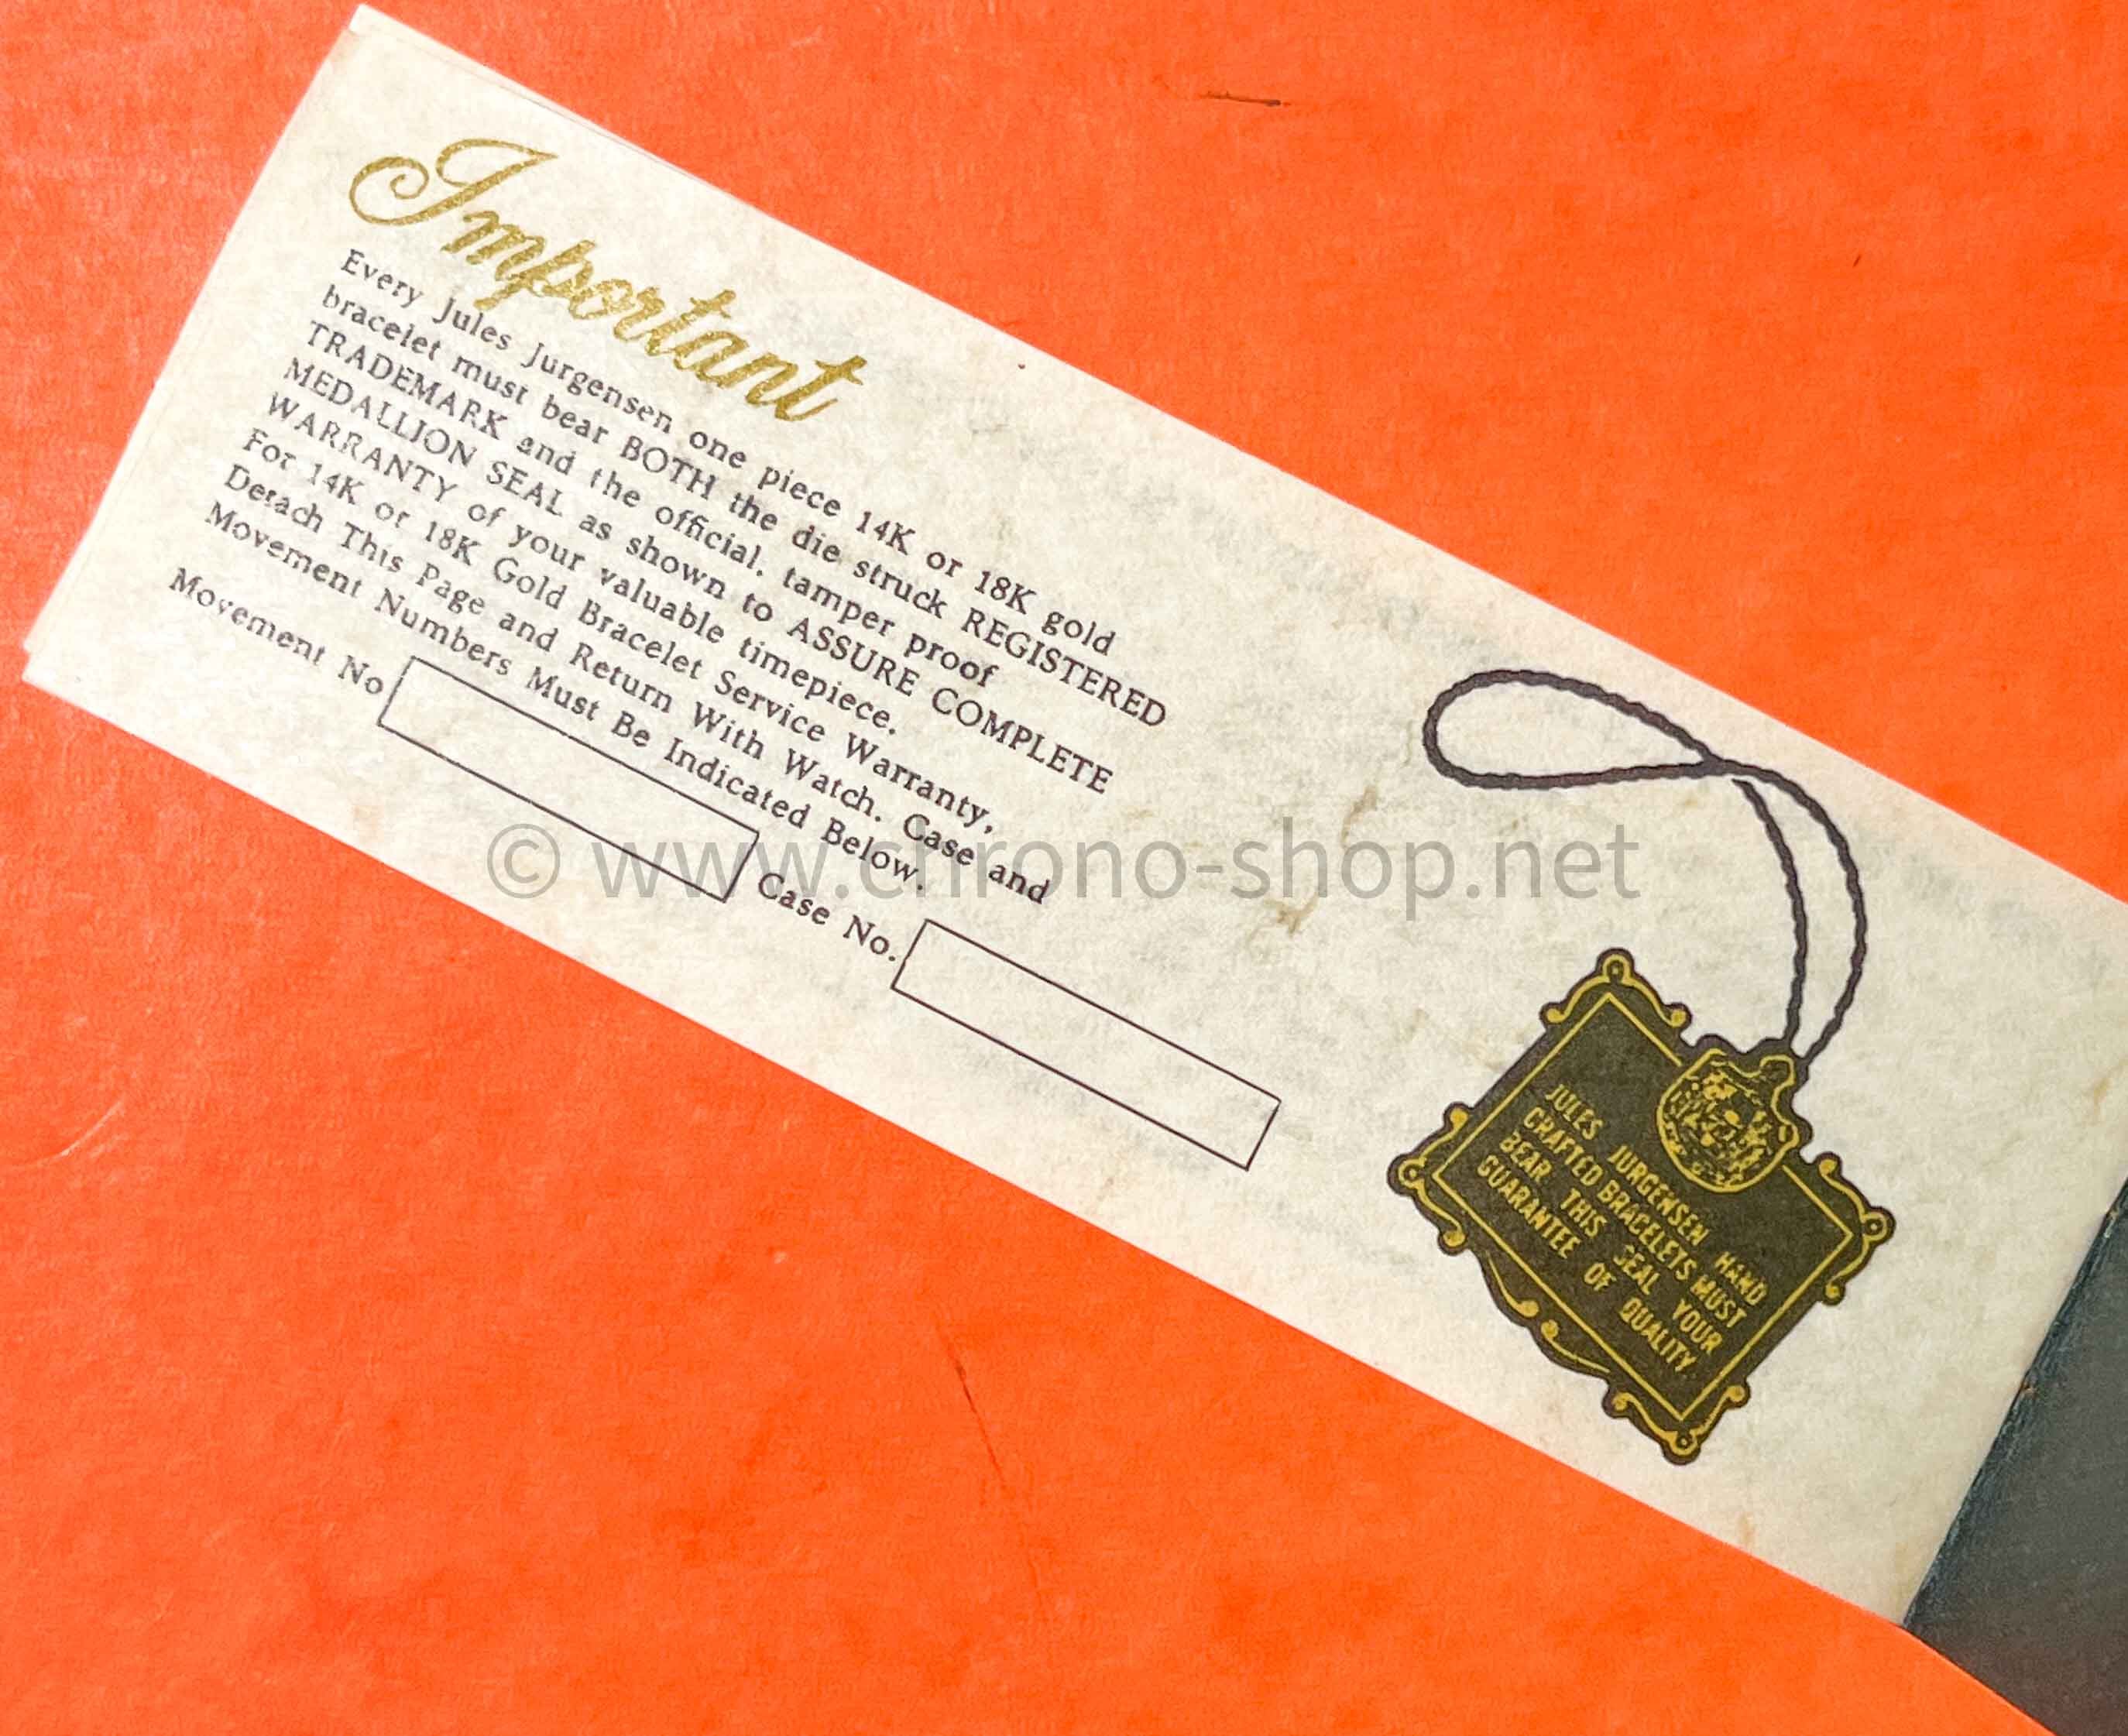 Important
Every Jules Jurgensen one piece 14K or 18K gold
bracelet must bear BOTH the die struck REGISTERED
TRADEMARK and the official, tamper proof
MEDALLION SEAL as shown to ASSURE COMPLETE
WARRANTY of your valuable timepiece.
For 14K or 18K Gold Bracelet Service Warranty,
Detach This Page and Return With Watch. Case and
Movement Numbers Must Be Indicated Below.
Movement No
Case No.
JULES JURGENSEN HAND
CRAFTED BRACELETS MUST
BEAR THIS SEAL YOUR
GUARANTEE OF QUALITY.
© www.chrono-shop.net